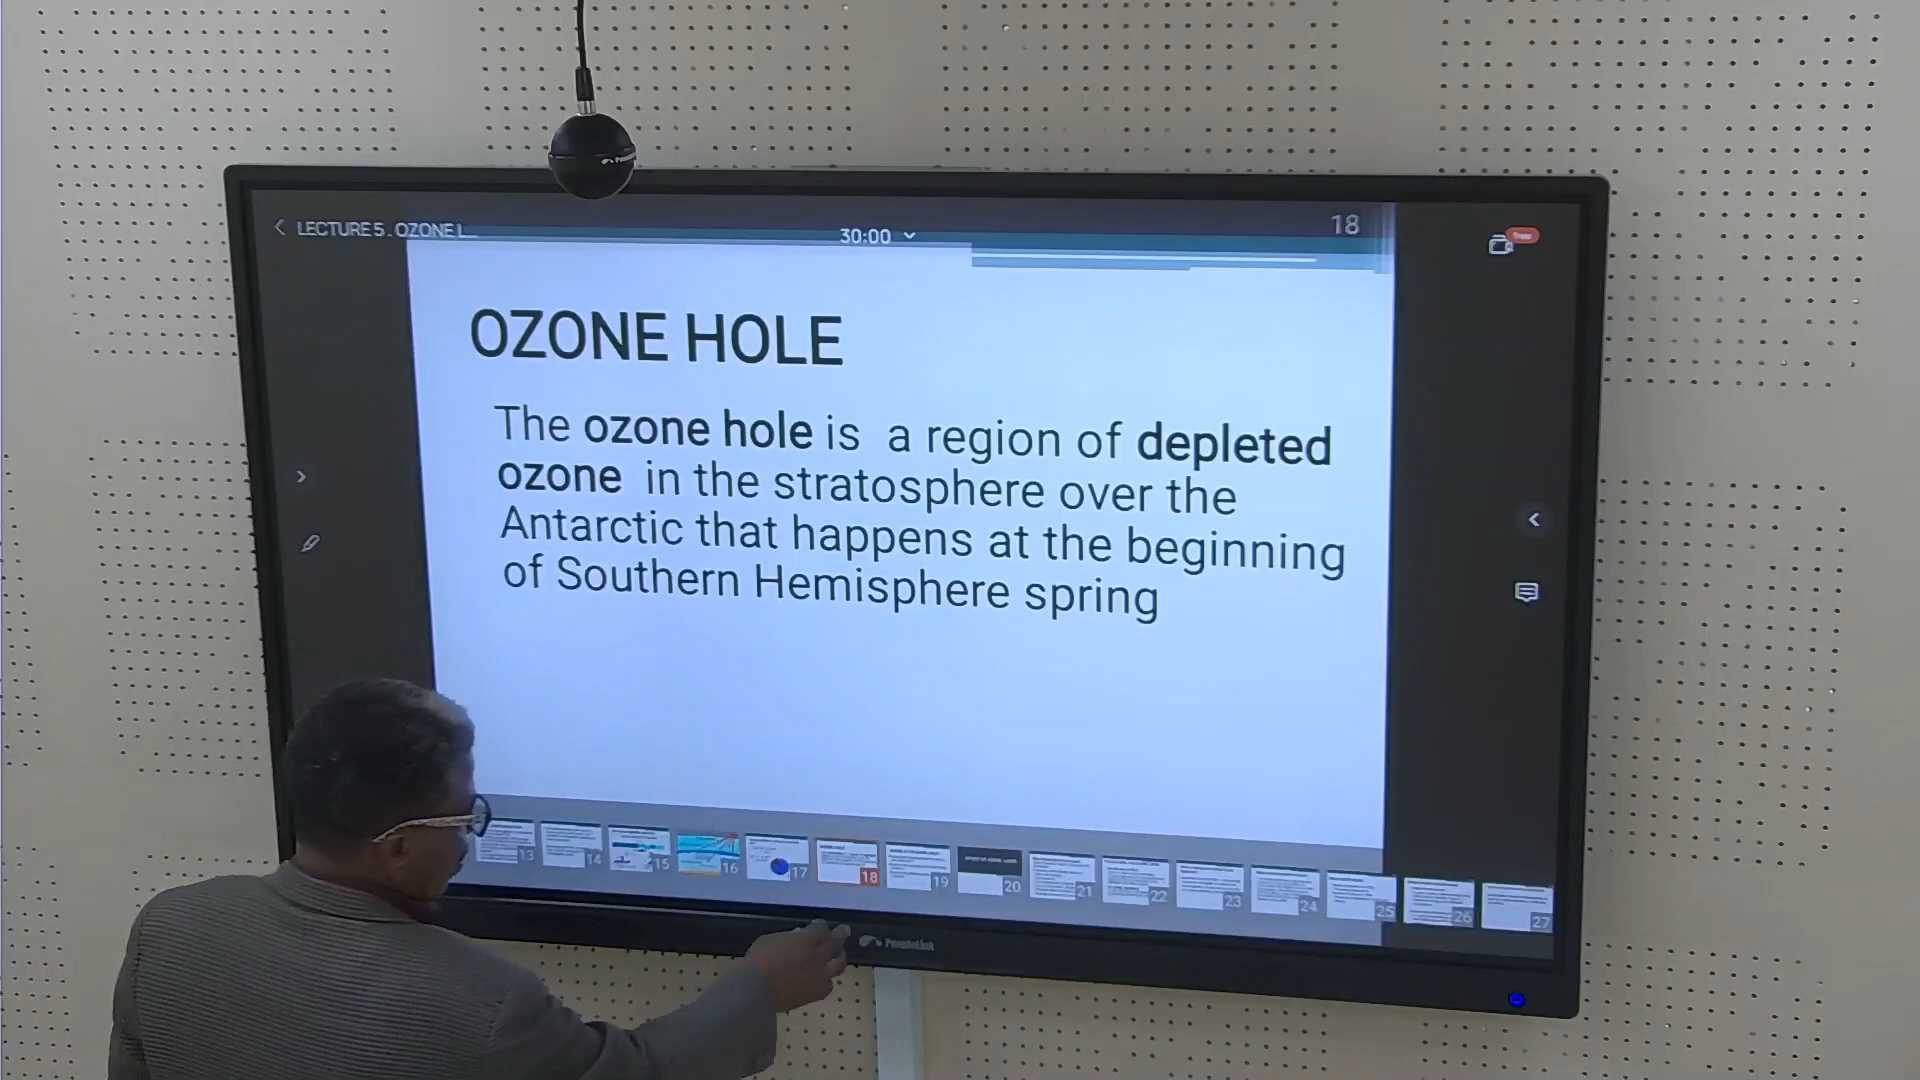 LECTURE 5 . OZONE L...
30:00
18
OZONE HOLE
The ozone hole is a region of depleted
ozone in the stratosphere over the
Antarctic that happens at the beginning
of Southern Hemisphere spring
13
14
15
16
17
18
19
20
21
22
23
24
25
26
27
PeopleLink